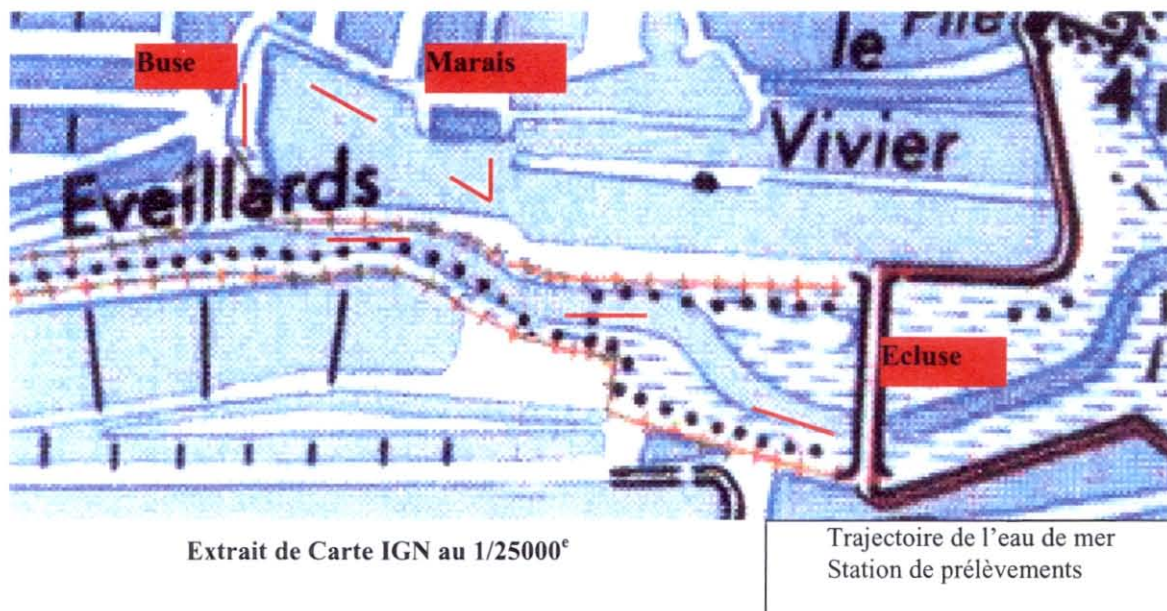 Buse
Marais
le
Eveillards
Vivier
Ecluse
Extrait de Carte IGN au 1/25000e
Trajectoire de l'eau de mer
Station de prélèvements